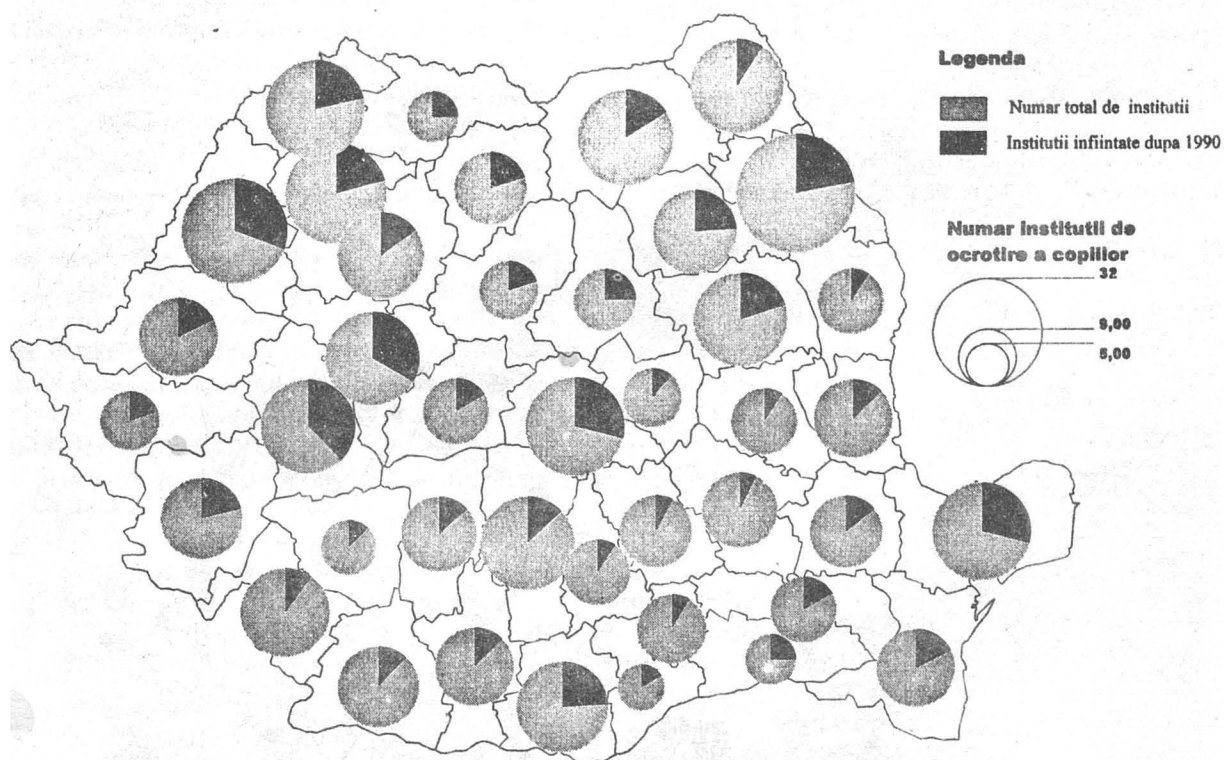 Legenda
Numar total de institutii
Institutii infiintate dupa 1990
Numar institutii de
ocrotire a copiilor
32
9,00
5,00